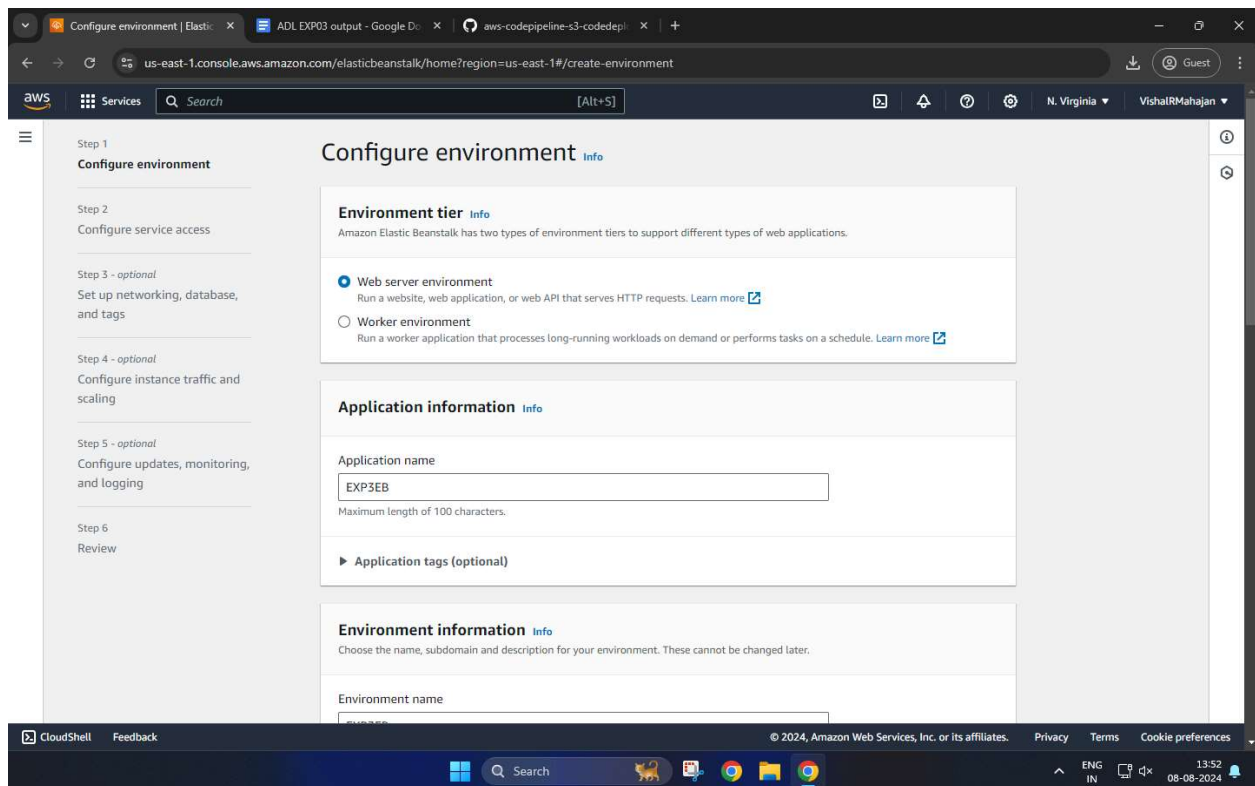 Configure environment | Elastic
ADL EXP03 output - Google Do
aws-codepipeline-s3-codedeplo
us-east-1.console.aws.amazon.com/elasticbeanstalk/home?region=us-east-1#/create-environment
Guest
aws
Services
Search
[Alt+S]
N. Virginia ▼
VishalRMahajan ▼
Step 1
Configure environment
Step 2
Configure service access
Step 3 - optional
Set up networking, database,
and tags
Step 4 - optional
Configure instance traffic and
scaling
Step 5 - optional
Configure updates, monitoring,
and logging
Step 6
Review
Configure environment Info
Environment tier Info
Amazon Elastic Beanstalk has two types of environment tiers to support different types of web applications.
Web server environment
Run a website, web application, or web API that serves HTTP requests. Learn more
Worker environment
Run a worker application that processes long-running workloads on demand or performs tasks on a schedule. Learn more
Application information Info
Application name
EXP3EB
Maximum length of 100 characters.
Application tags (optional)
Environment information Info
Choose the name, subdomain and description for your environment. These cannot be changed later.
Environment name
CloudShell
Feedback
© 2024, Amazon Web Services, Inc. or its affiliates.
Privacy
Terms
Cookie preferences
Search
ENG
IN
13:52
08-08-2024